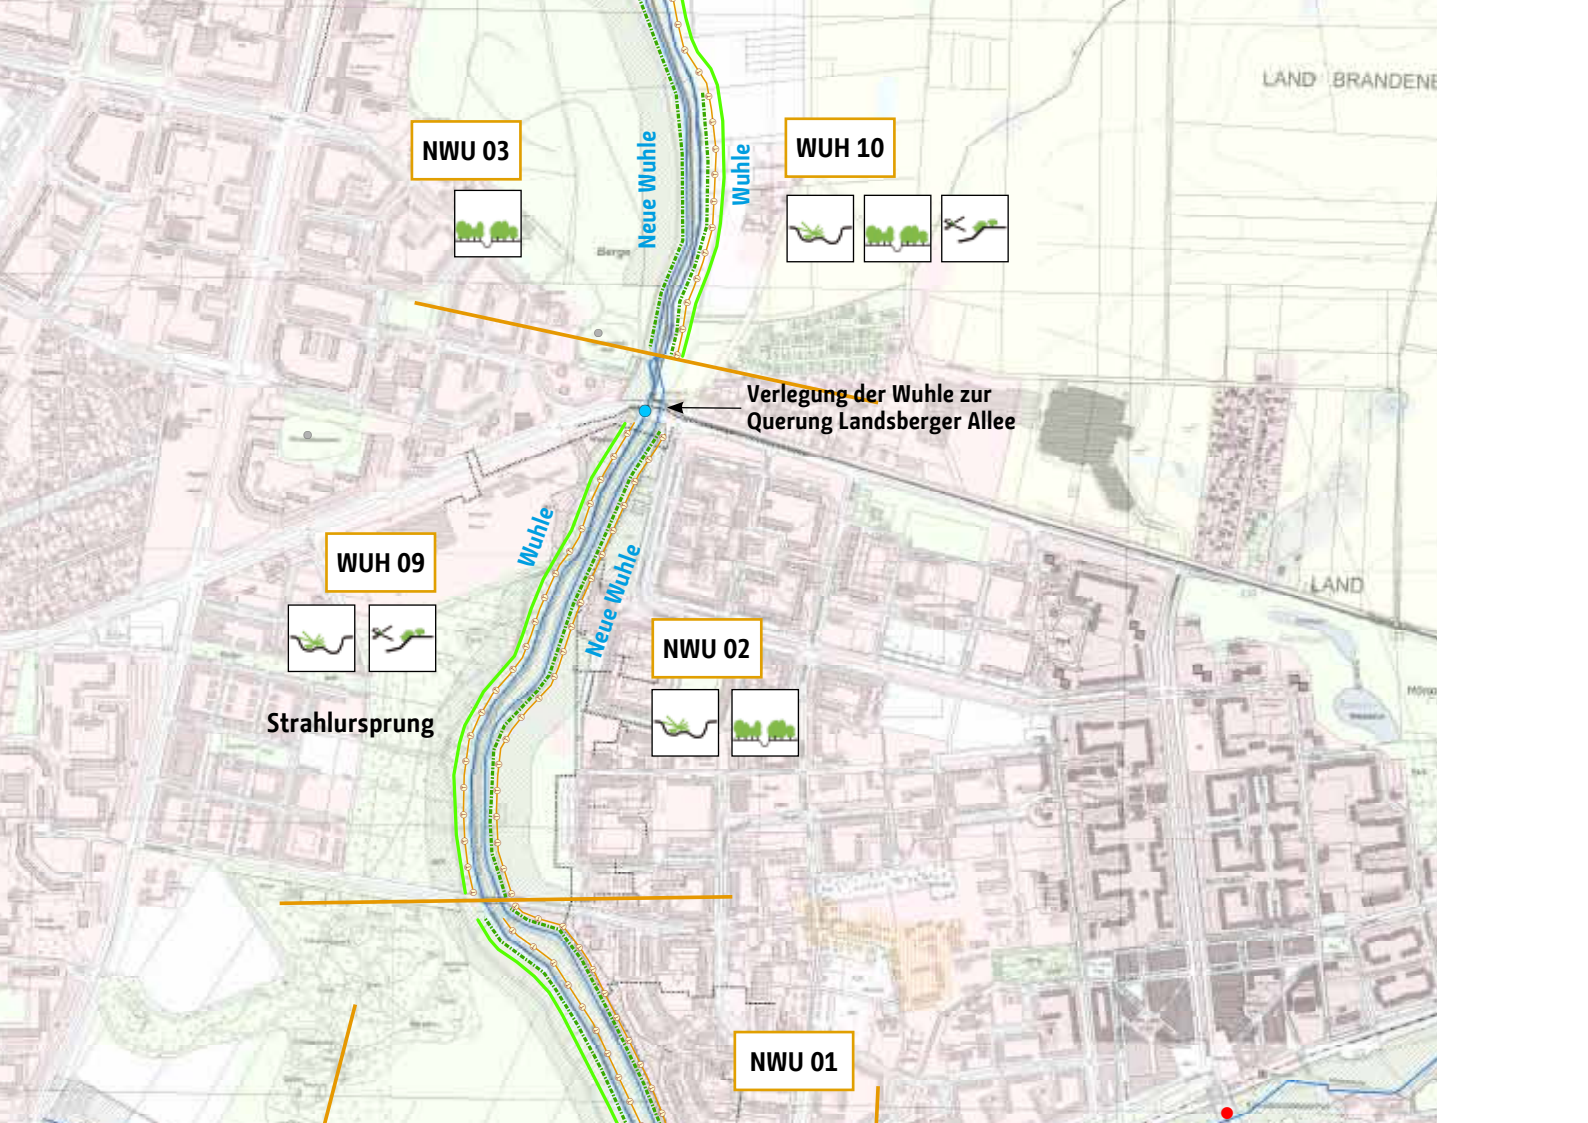 LAND BRANDENB
NWU 03
Neue Wuhle
Wuhle
WUH 10
Berge
Verlegung der Wuhle zur
Querung Landsberger Allee
WUH 09
Wuhle
Neue Wuhle
LAND
NWU 02
Strahlursprung
NWU 01